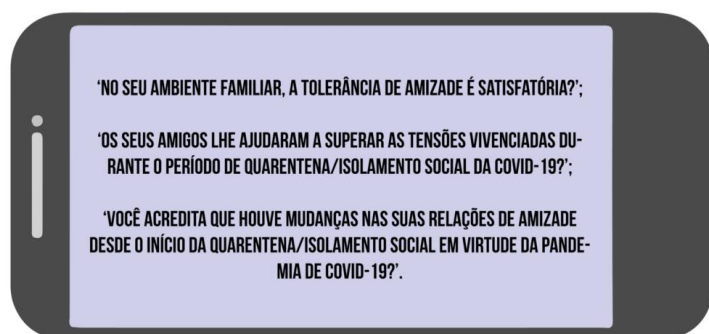 ‘NO SEU AMBIENTE FAMILIAR, A TOLERÂNCIA DE AMIZADE É SATISFATÓRIA?’;
‘OS SEUS AMIGOS LHE AJUDARAM A SUPERAR AS TENSÕES VIVENCIADAS DU-
RANTE O PERÍODO DE QUARENTENA/ISOLAMENTO SOCIAL DA COVID-19?’;
‘VOCÊ ACREDITA QUE HOUVE MUDANÇAS NAS SUAS RELAÇÕES DE AMIZADE
DESDE O INÍCIO DA QUARENTENA/ISOLAMENTO SOCIAL EM VIRTUDE DA PANDE-
MIA DE COVID-19?’.